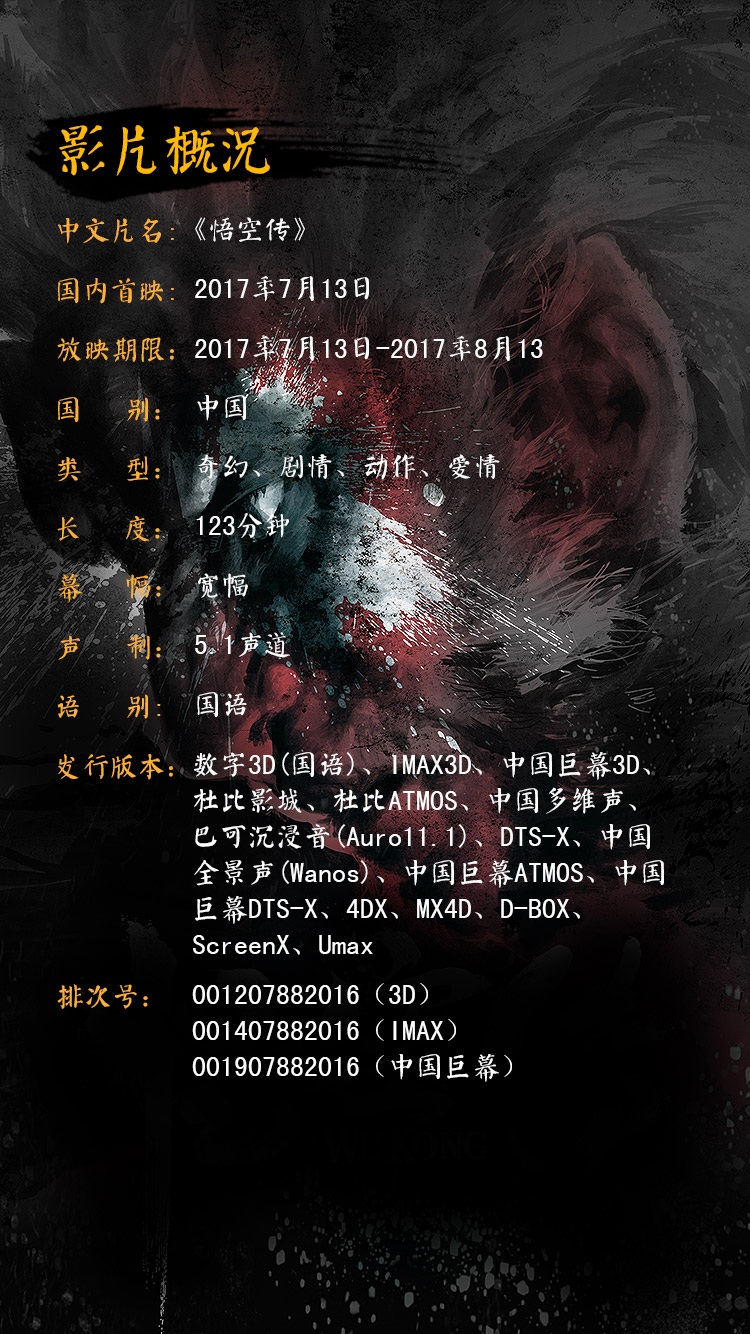 影片概况
中文片名:《悟空传》
国内首映: 2017年7月13日
放映期限: 2017年7月13日-2017年8月13
国 别: 中国
类 型: 奇幻、剧情、动作、爱情
长 度: 123分钟
幕 幅: 宽幅
声 制: 5.1声道
语 别: 国语
发行版本: 数字3D(国语)、IMAX3D、中国巨幕3D、
杜比影城、杜比ATMOS、中国多维声、
巴可沉浸音(Auro11.1)、DTS-X、中国
全景声(Wanos)、中国巨幕ATMOS、中国
巨幕DTS-X、4DX、MX4D、D-BOX、
ScreenX、Umax
排次号: 001207882016（3D）
001407882016（IMAX）
001907882016（中国巨幕）